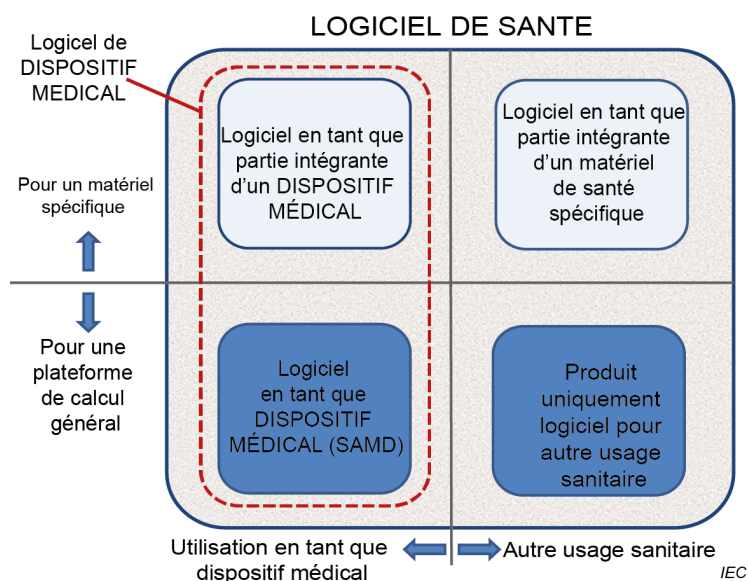 LOGICIEL DE SANTE
Logicel de
DISPOSITIF
MEDICAL
Logiciel en tant que
partie intégrante
d’un DISPOSITIF
MÉDICAL
Logiciel en tant que
partie intégrante
d’un matériel
de santé
spécifique
Pour un matériel
spécifique
Pour une
plateforme
de calcul
général
Logiciel
en tant que
DISPOSITIF
MÉDICAL (SAMD)
Produit
uniquement
logiciel pour
autre usage
sanitaire
Utilisation en tant que
dispositif médical
Autre usage sanitaire
IEC